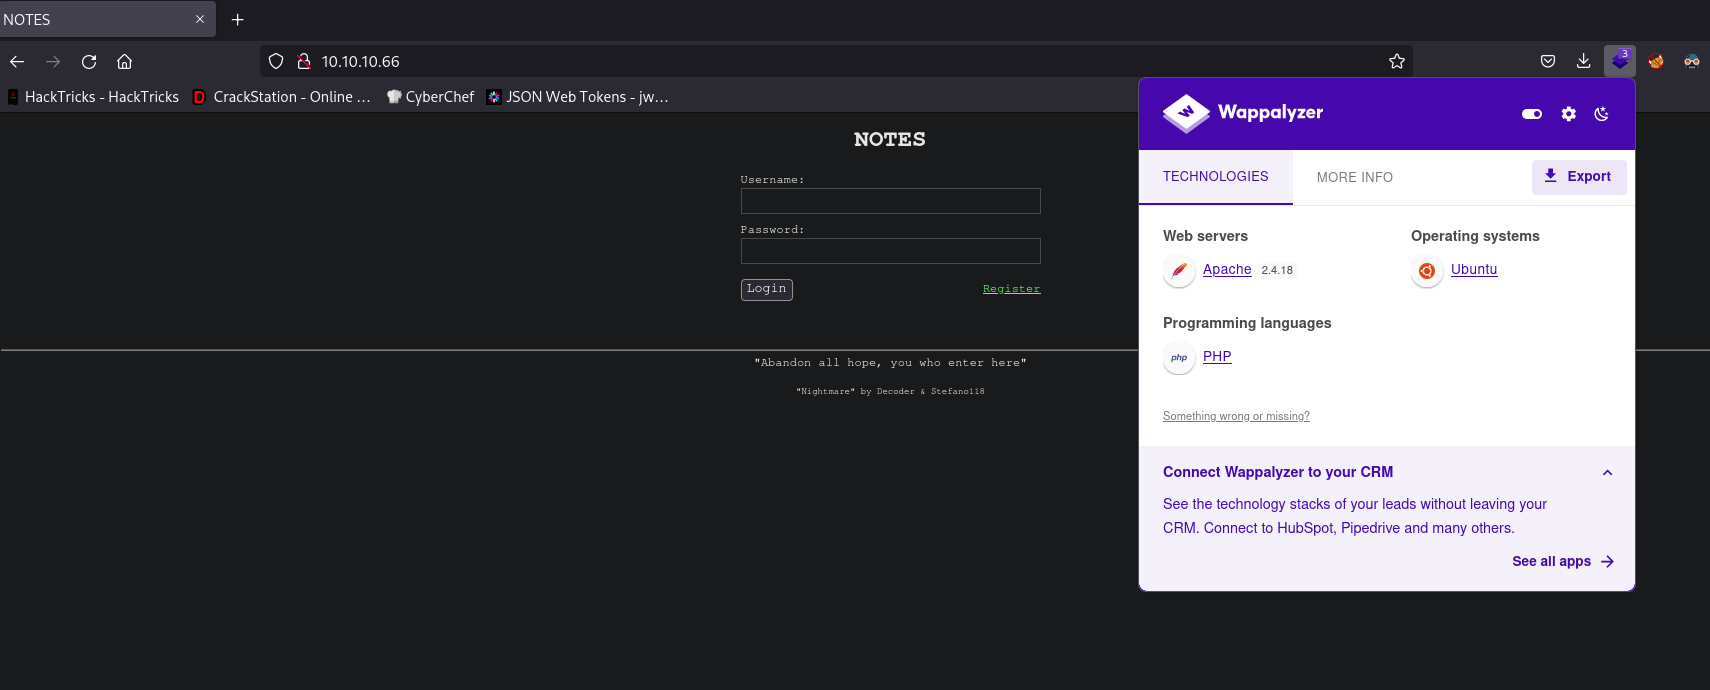 NOTES
10.10.10.66
3
HackTricks - HackTricks
CrackStation - Online ...
CyberChef
JSON Web Tokens - jw...
NOTES
Username:
Password:
Login
Register
"Abandon all hope, you who enter here"
"Nightmare" by Decoder & Stefano118
Wappalyzer
TECHNOLOGIES
MORE INFO
Export
Web servers
Apache 2.4.18
Operating systems
Ubuntu
Programming languages
php PHP
Something wrong or missing?
Connect Wappalyzer to your CRM
See the technology stacks of your leads without leaving your
CRM. Connect to HubSpot, Pipedrive and many others.
See all apps